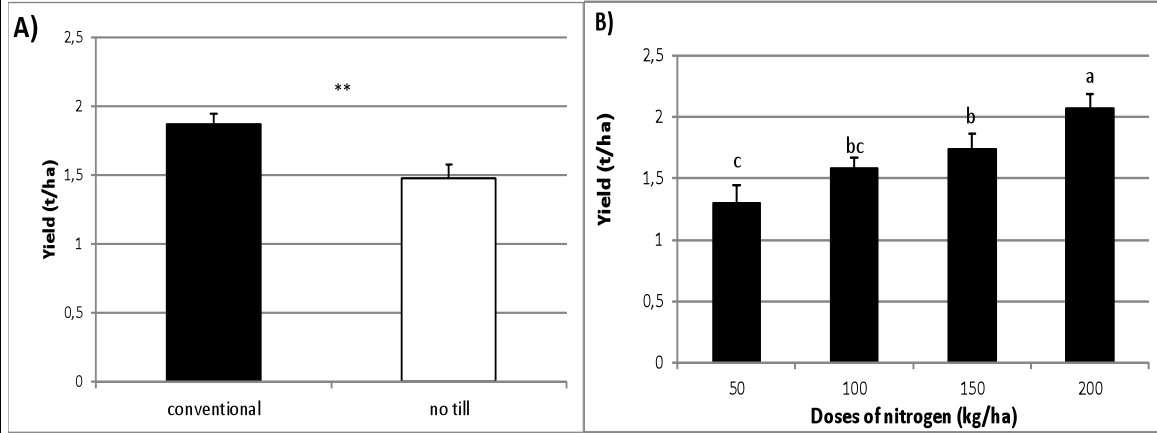 A)
2,5
2
1,5
1
0,5
0
Yield (t/ha)
**
conventional no till
B)
2,5
2
1,5
1
0,5
0
Yield (t/ha)
c bc b a
50 100 150 200
Doses of nitrogen (kg/ha)